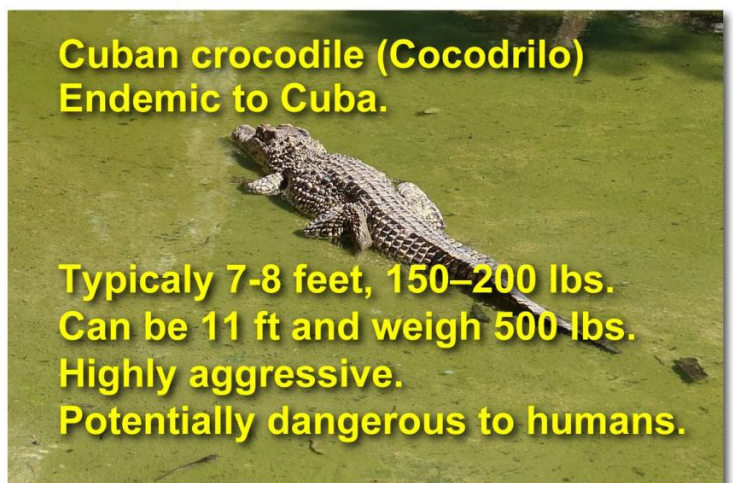 Cuban crocodile (Cocodrilo)
Endemic to Cuba.
Typicaly 7-8 feet, 150–200 lbs.
Can be 11 ft and weigh 500 lbs.
Highly aggressive.
Potentially dangerous to humans.